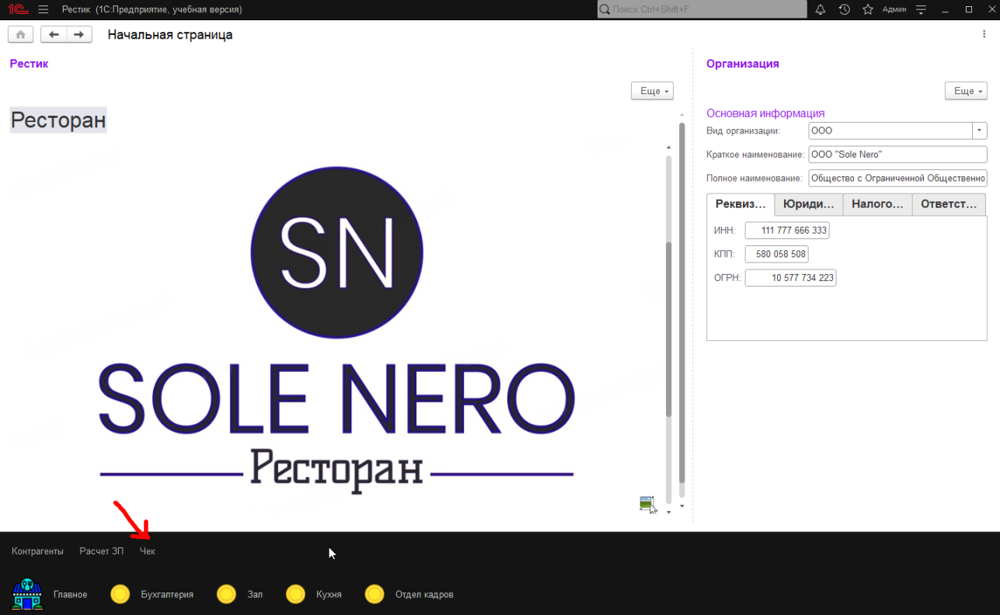 1С Рестик (1С:Предприятие, учебная версия) Поиск Ctrl+Shift+F Админ
Начальная страница
Рестик
Еще
Ресторан
SN
SOLE NERO
Ресторан
Организация
Еще
Основная информация
Вид организации: ООО
Краткое наименование: ООО "Sole Nero"
Полное наименование: Общество с Ограниченной Общественно
Реквиз... Юриди... Налого... Ответст...
ИНН: 111 777 666 333
КПП: 580 058 508
ОГРН: 10 577 734 223
Контрагенты Расчет ЗП Чек
Главное Бухгалтерия Зал Кухня Отдел кадров